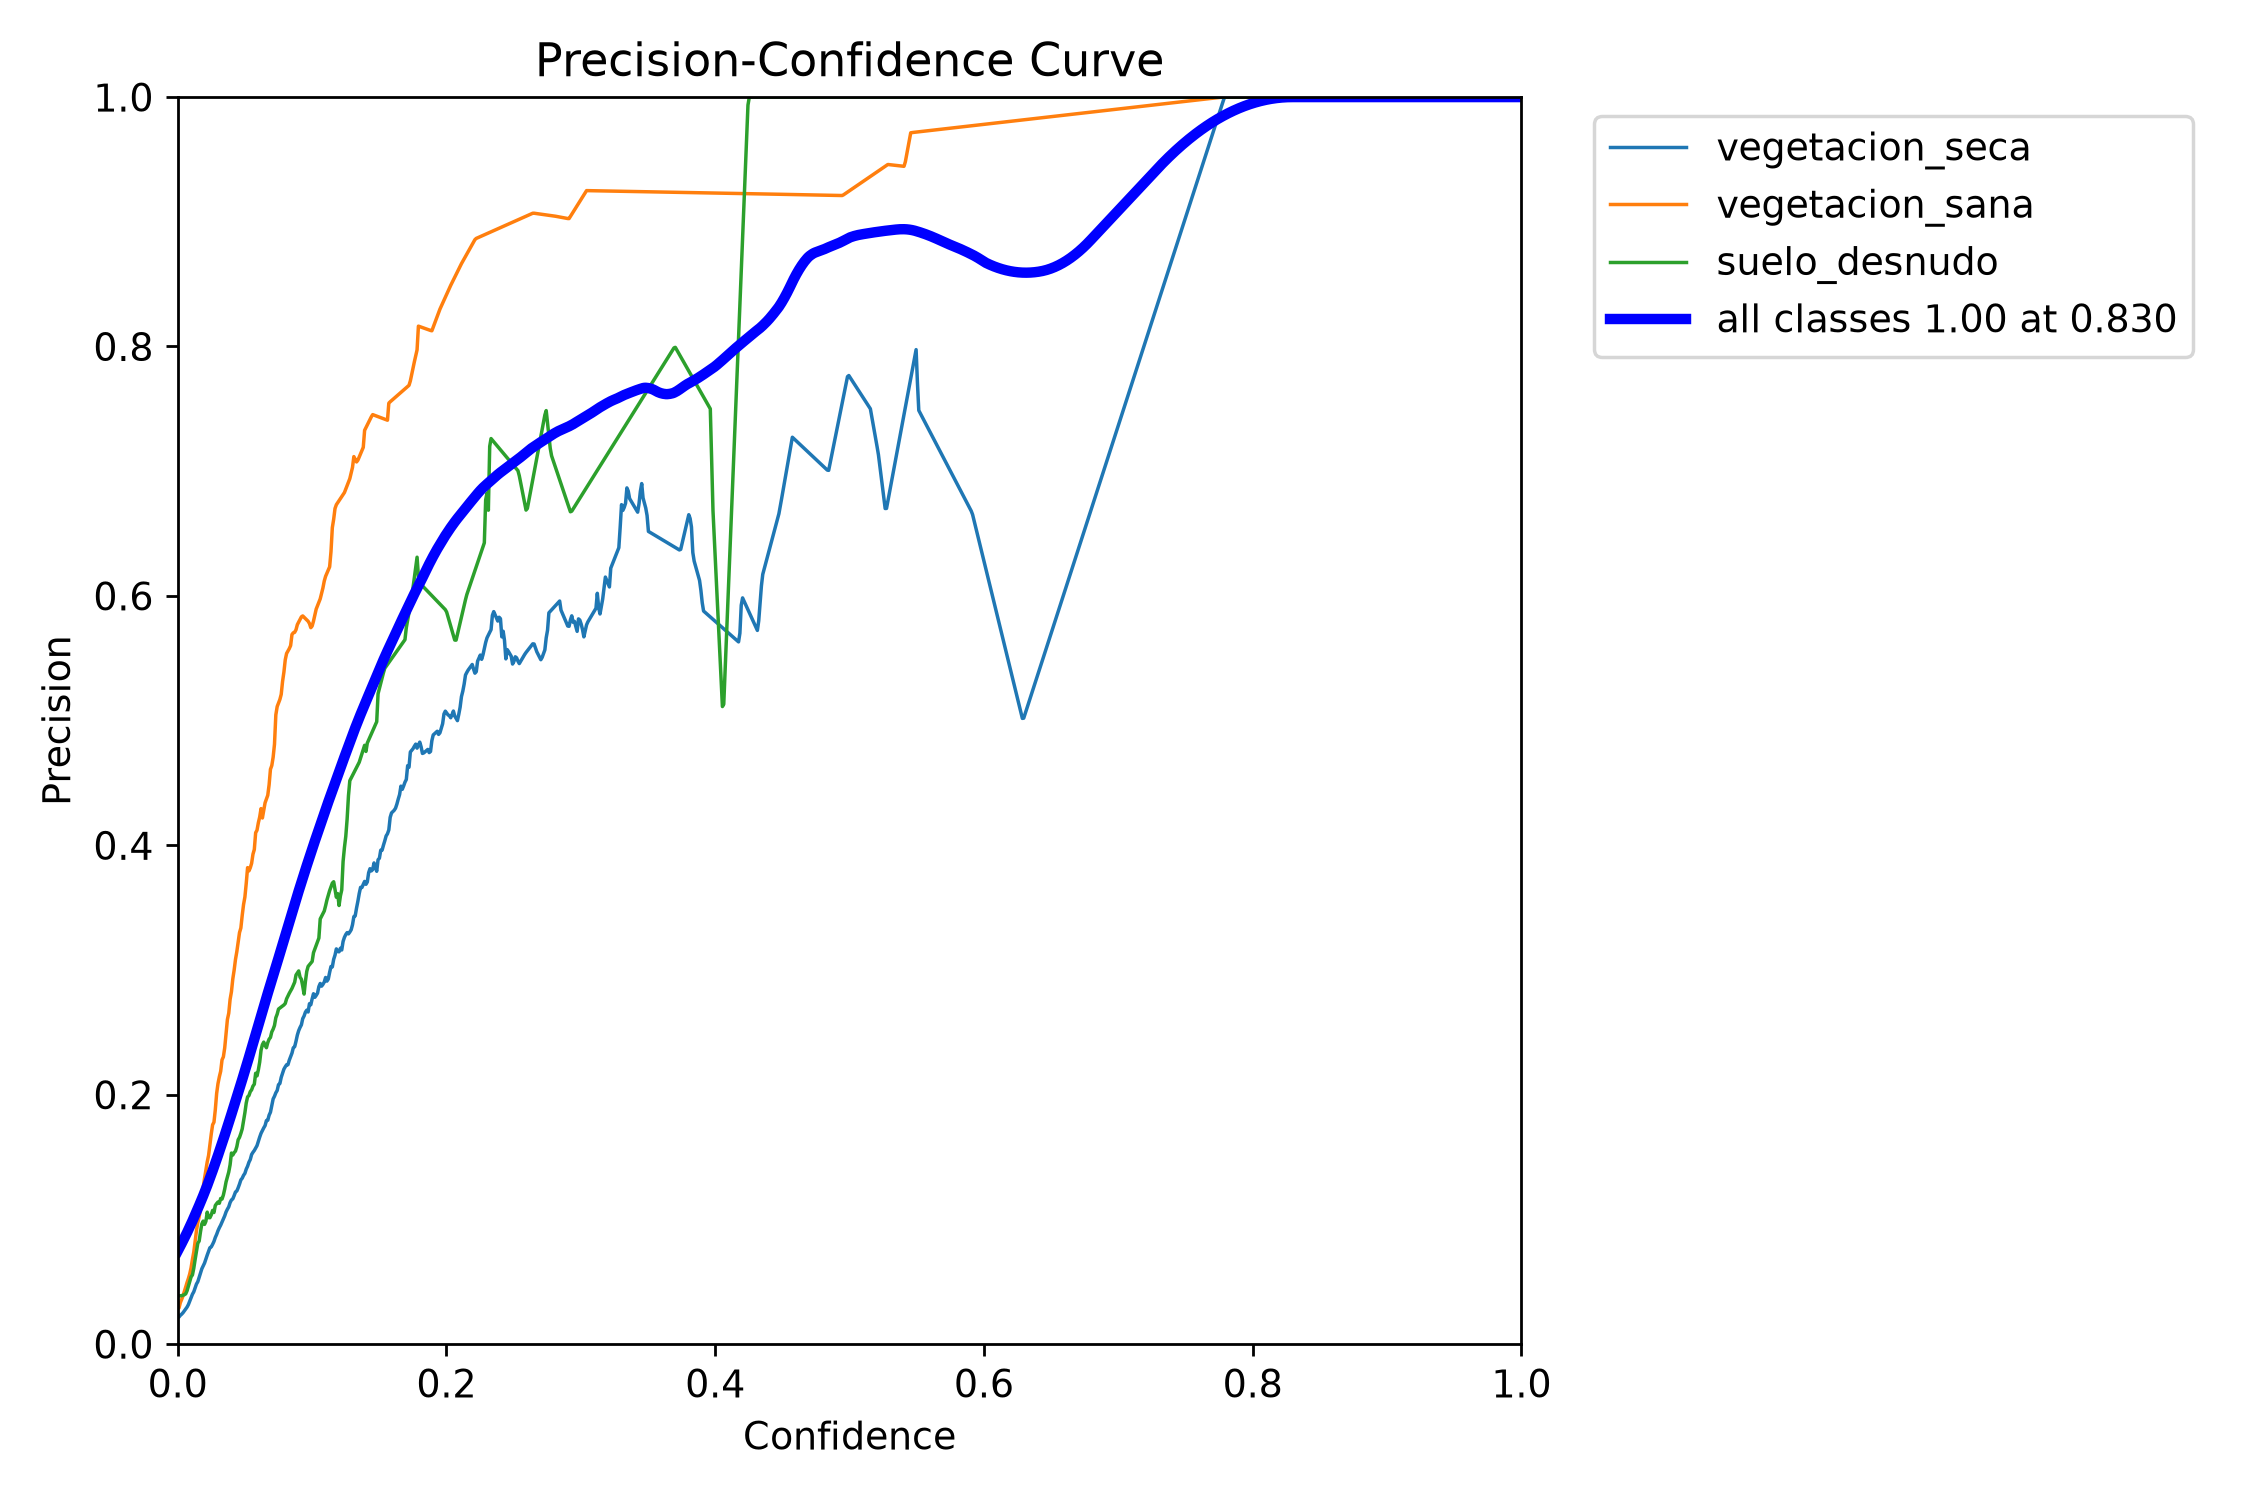 Precision-Confidence Curve
1.0
0.8
0.6
0.4
0.2
0.0
Precision
0.0 0.2 0.4 0.6 0.8 1.0
Confidence
vegetacion_seca
vegetacion_sana
suelo_desnudo
all classes 1.00 at 0.830